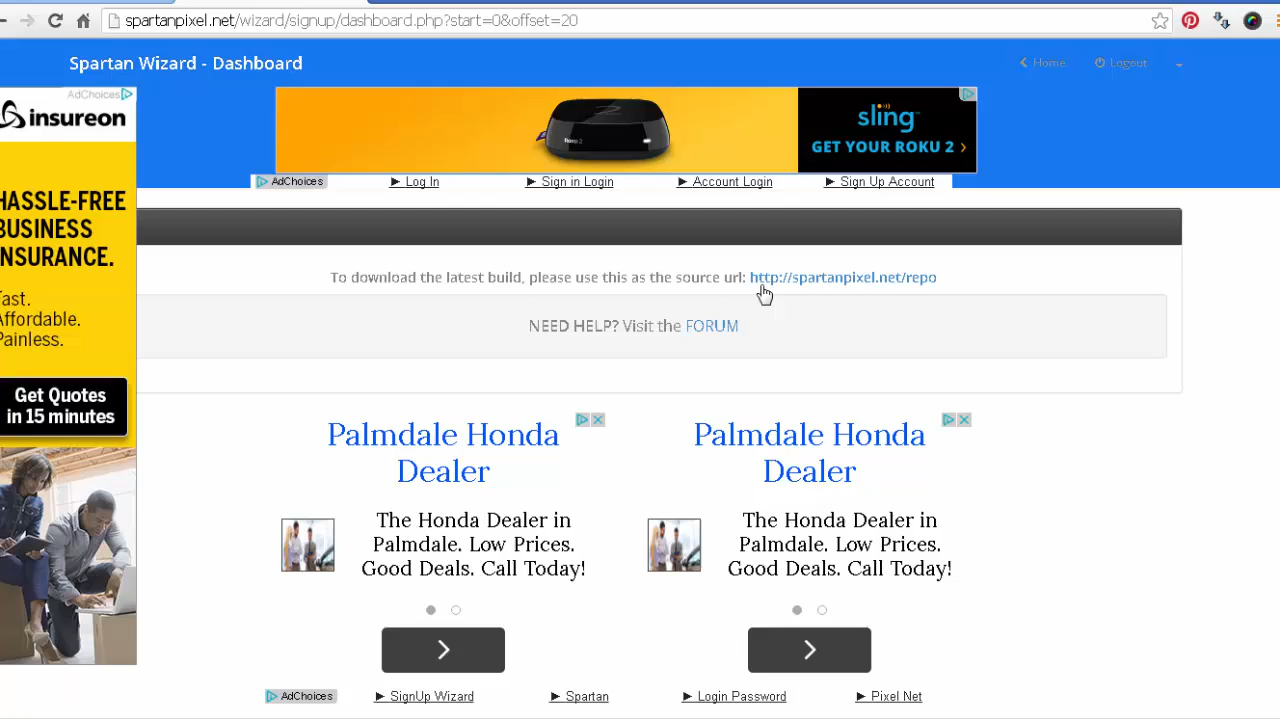 spartanpixel.net/wizard/signup/dashboard.php?start=0&offset=20
Spartan Wizard - Dashboard
Home
Logout
AdChoices
insureon
HASSLE-FREE
BUSINESS
INSURANCE.
Fast.
Affordable.
Painless.
Get Quotes
in 15 minutes
Roku 2
sling
GET YOUR ROKU 2 >
AdChoices
► Log In
► Sign in Login
► Account Login
► Sign Up Account
To download the latest build, please use this as the source url: http://spartanpixel.net/repo
NEED HELP? Visit the FORUM
Palmdale Honda
Dealer
The Honda Dealer in
Palmdale. Low Prices.
Good Deals. Call Today!
Palmdale Honda
Dealer
The Honda Dealer in
Palmdale. Low Prices.
Good Deals. Call Today!
AdChoices
► SignUp Wizard
► Spartan
► Login Password
► Pixel Net